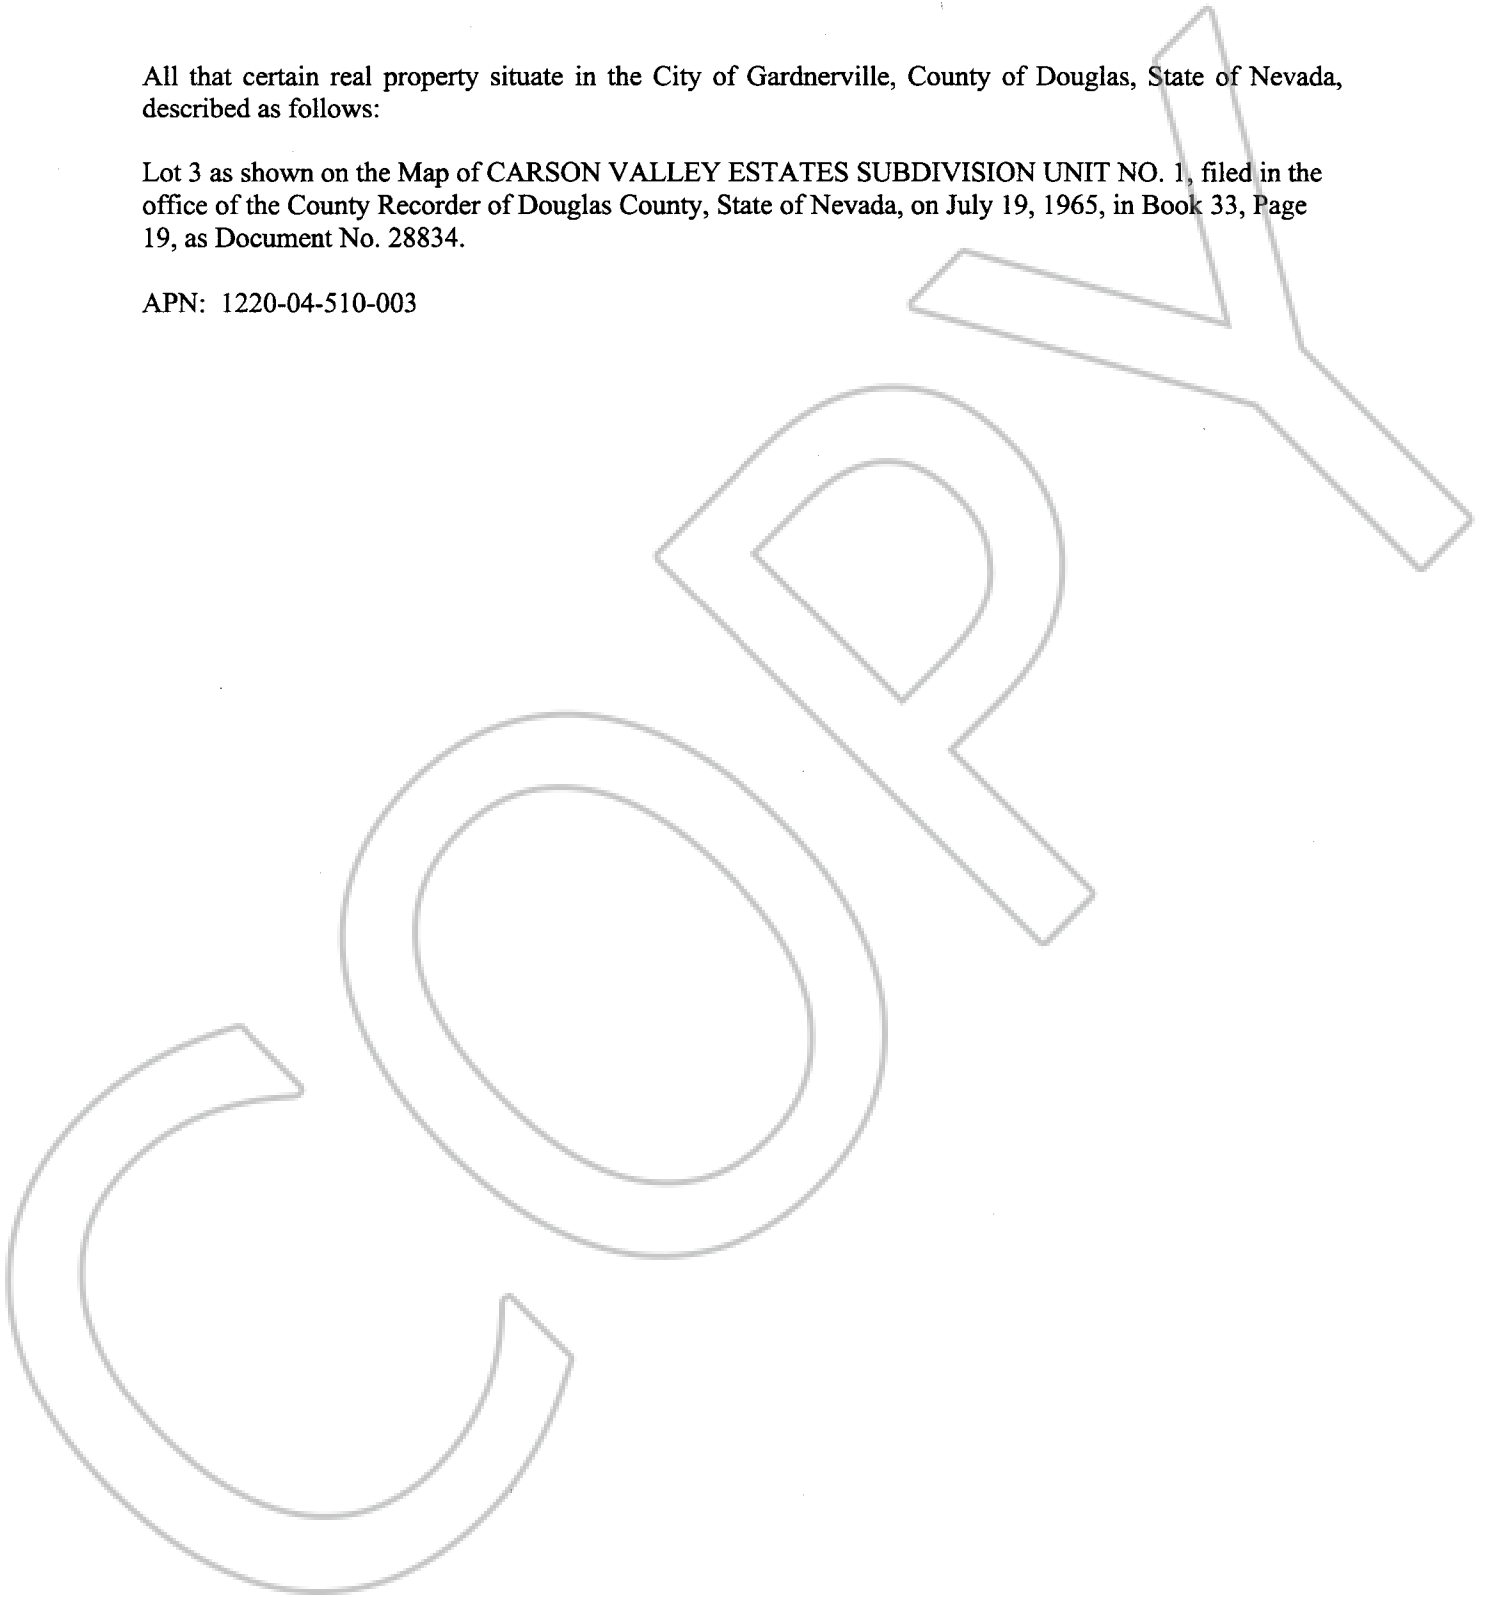 All that certain real property situate in the City of Gardnerville, County of Douglas, State of Nevada,
described as follows:
Lot 3 as shown on the Map of CARSON VALLEY ESTATES SUBDIVISION UNIT NO. 1, filed in the
office of the County Recorder of Douglas County, State of Nevada, on July 19, 1965, in Book 33, Page
19, as Document No. 28834.
APN: 1220-04-510-003
COPY